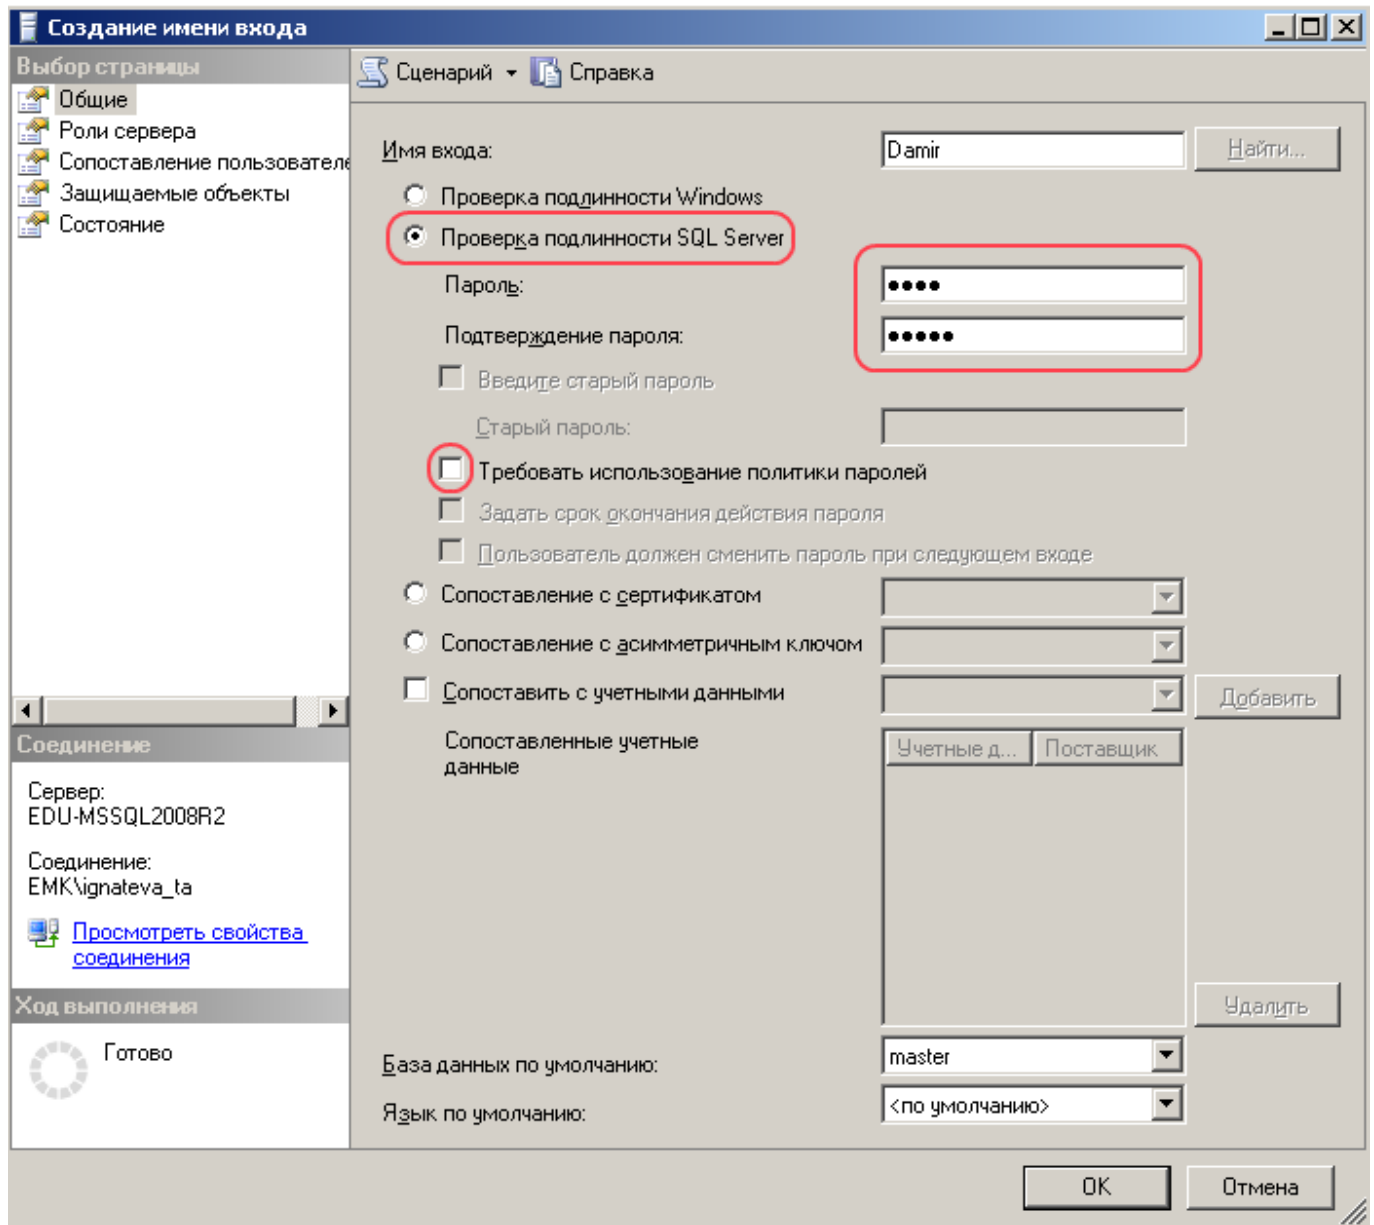 Создание имени входа
Выбор страницы
Общие
Роли сервера
Сопоставление пользователе
Защищаемые объекты
Состояние
Сценарий
Справка
Имя входа:
Damir
Найти...
Проверка подлинности Windows
Проверка подлинности SQL Server
Пароль:
Подтверждение пароля:
Введите старый пароль
Старый пароль:
Требовать использование политики паролей
Задать срок окончания действия пароля
Пользователь должен сменить пароль при следующем входе
Сопоставление с сертификатом
Сопоставление с асимметричным ключом
Сопоставить с учетными данными
Добавить
Сопоставленные учетные
данные
Учетные д...
Поставщик
Удалить
База данных по умолчанию:
master
Язык по умолчанию:
<по умолчанию>
Соединение
Сервер:
EDU-MSSQL2008R2
Соединение:
EMK\ignateva_ta
Просмотреть свойства
соединения
Ход выполнения
Готово
OK
Отмена